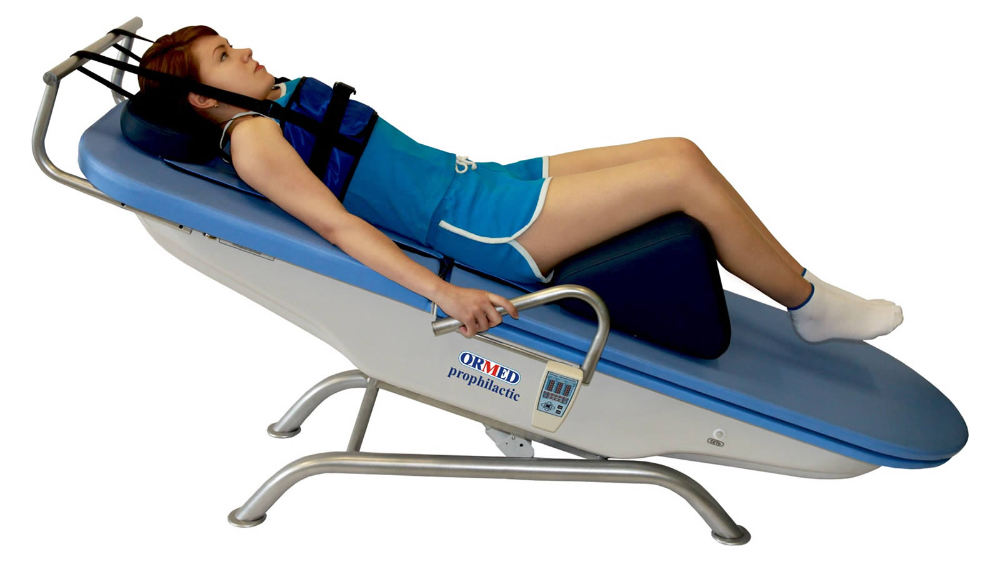 ORMED
prophilactic
СЕТЬ